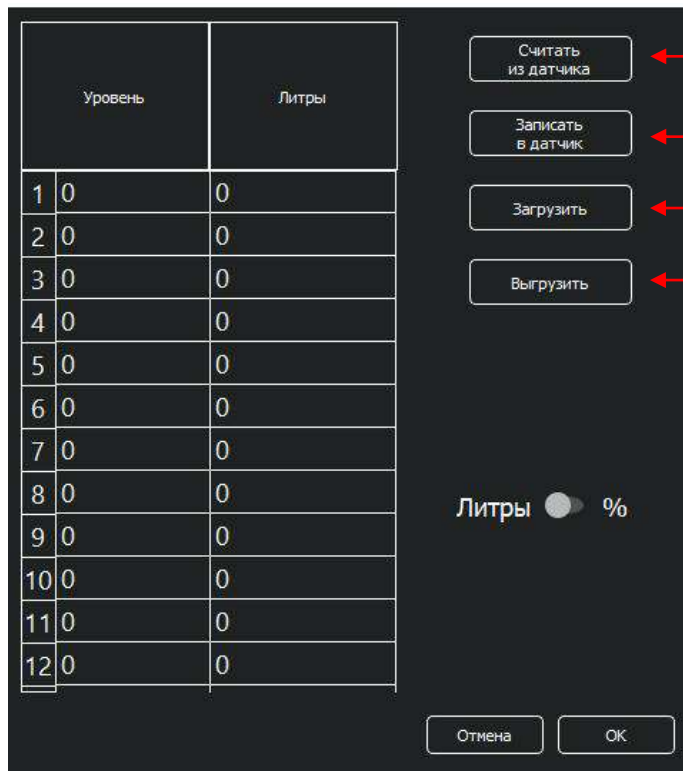 Уровень Литры
Считать
из датчика
Записать
в датчик
Загрузить
Выгрузить
1 0 0
2 0 0
3 0 0
4 0 0
5 0 0
6 0 0
7 0 0
8 0 0
9 0 0
10 0 0
11 0 0
12 0 0
Литры %
Отмена OK